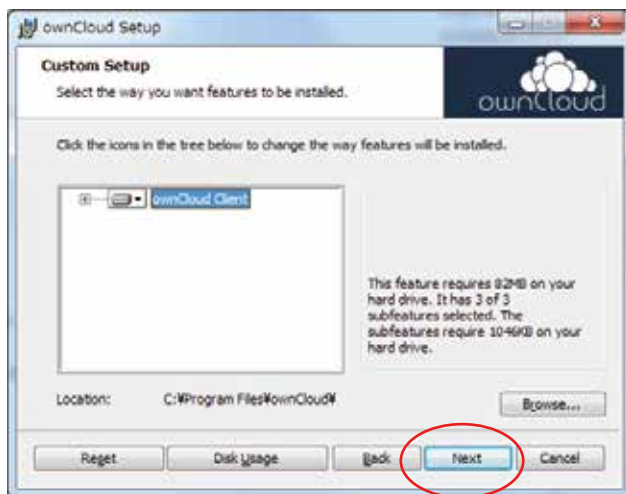 ownCloud Setup
Custom Setup
Select the way you want features to be installed.
ownCloud
Click the icons in the tree below to change the way features will be installed.
ownCloud Client
This feature requires 82MB on your
hard drive. It has 3 of 3
subfeatures selected. The
subfeatures require 1046KB on your
hard drive.
Location: C:¥Program Files¥ownCloud¥
Browse...
Reset Disk Usage Back Next Cancel